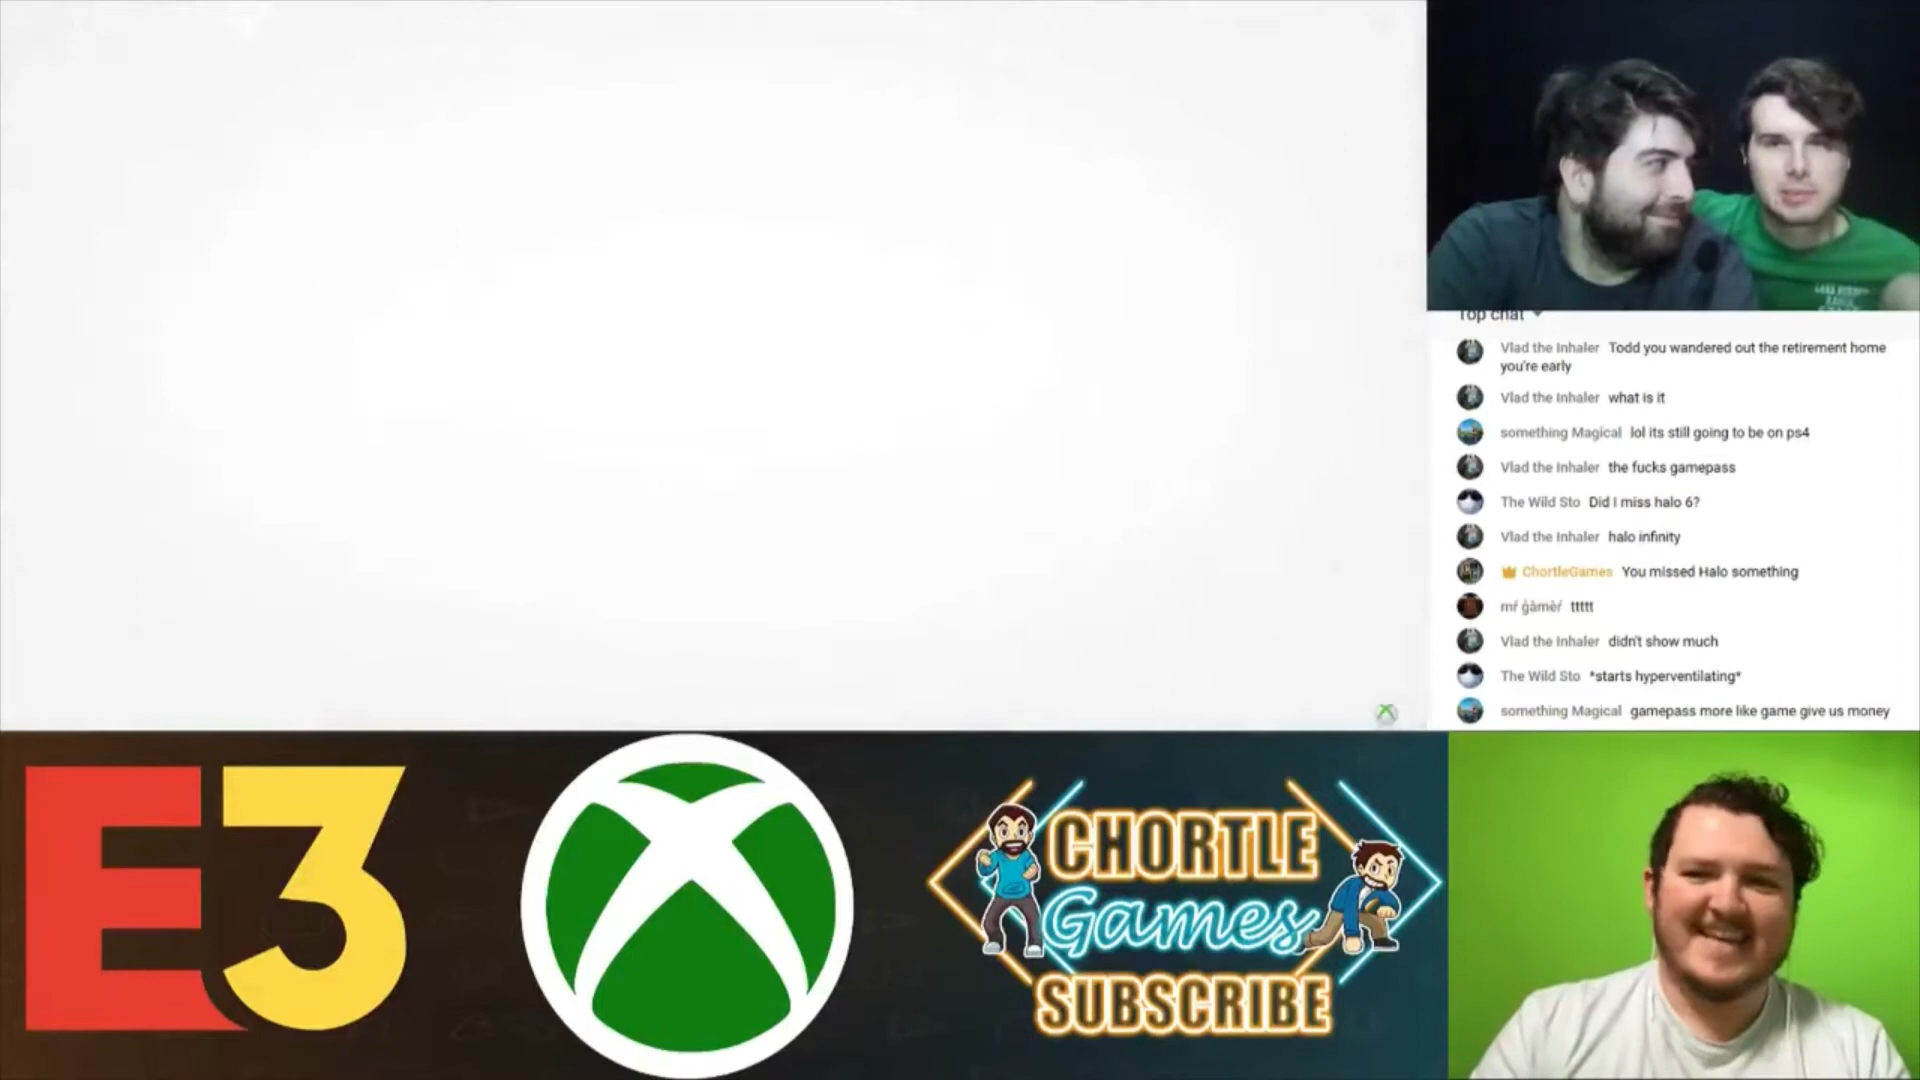 Top chat
Vlad the Inhaler Todd you wandered out the retirement home
you're early
Vlad the Inhaler what is it
something Magical lol its still going to be on ps4
Vlad the Inhaler the fucks gamepass
The Wild Sto Did I miss halo 6?
Vlad the Inhaler halo infinity
ChortleGames You missed Halo something
mŕ ģàmèŕ ttttt
Vlad the Inhaler didn't show much
The Wild Sto *starts hyperventilating*
something Magical gamepass more like game give us money
E3
CHORTLE
Games
SUBSCRIBE